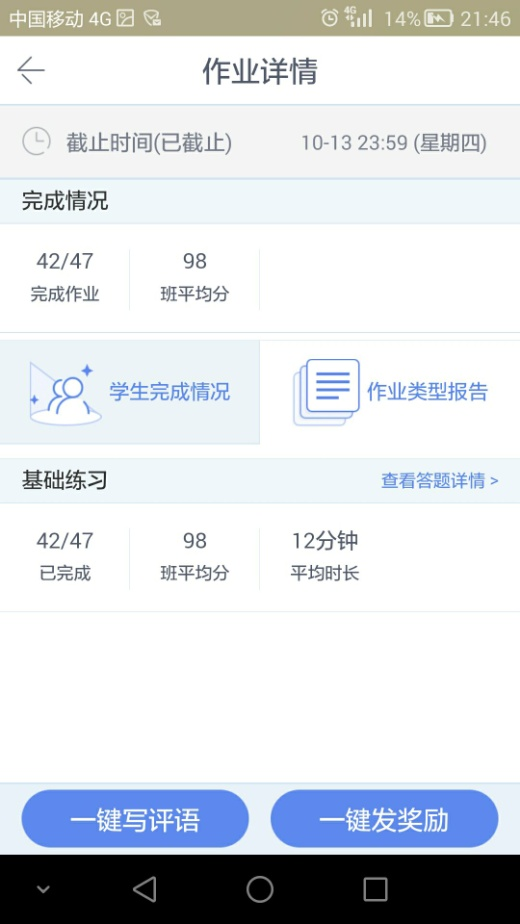 中国移动 4G 4G 14% 21:46
作业详情
截止时间(已截止) 10-13 23:59 (星期四)
完成情况
42/47 98
完成作业 班平均分
学生完成情况 作业类型报告
基础练习 查看答题详情 >
42/47 98 12分钟
已完成 班平均分 平均时长
一键写评语 一键发奖励